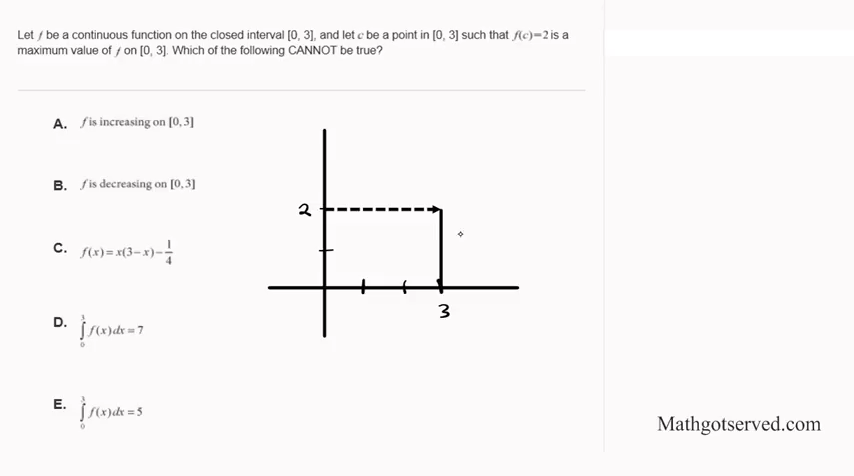 Let f be a continuous function on the closed interval [0, 3], and let c be a point in [0, 3] such that f(c)=2 is a
maximum value of f on [0, 3]. Which of the following CANNOT be true?
A. f is increasing on [0,3]
B. f is decreasing on [0,3]
C. f(x)=x(3−x)−1/4
D. ∫₀³ f(x)dx=7
E. ∫₀³ f(x)dx=5
2
3
Mathgotserved.com